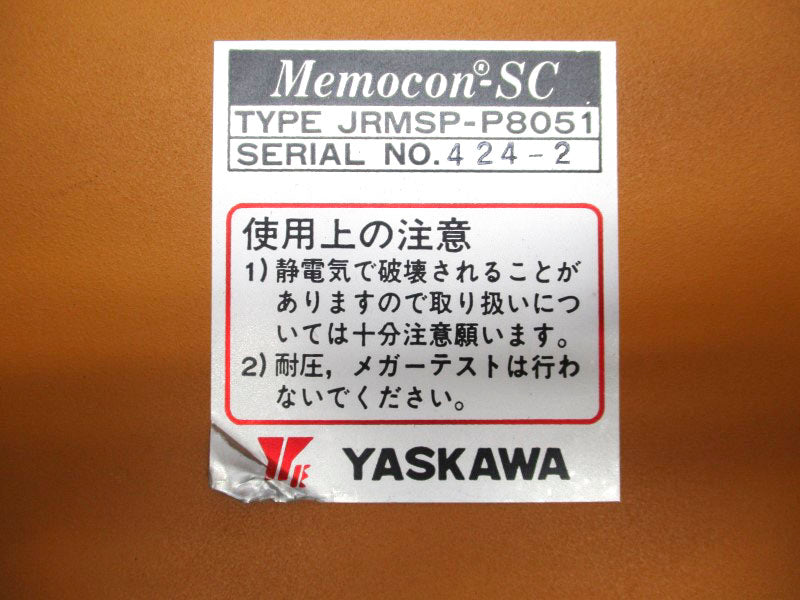 Memocon®-SC
TYPE JRMSP-P8051
SERIAL NO. 424-2
使用上の注意
1) 静電気で破壊されることが
ありますので取り扱いにつ
いては十分注意願います。
2) 耐圧，メガーテストは行わ
ないでください。
YASKAWA